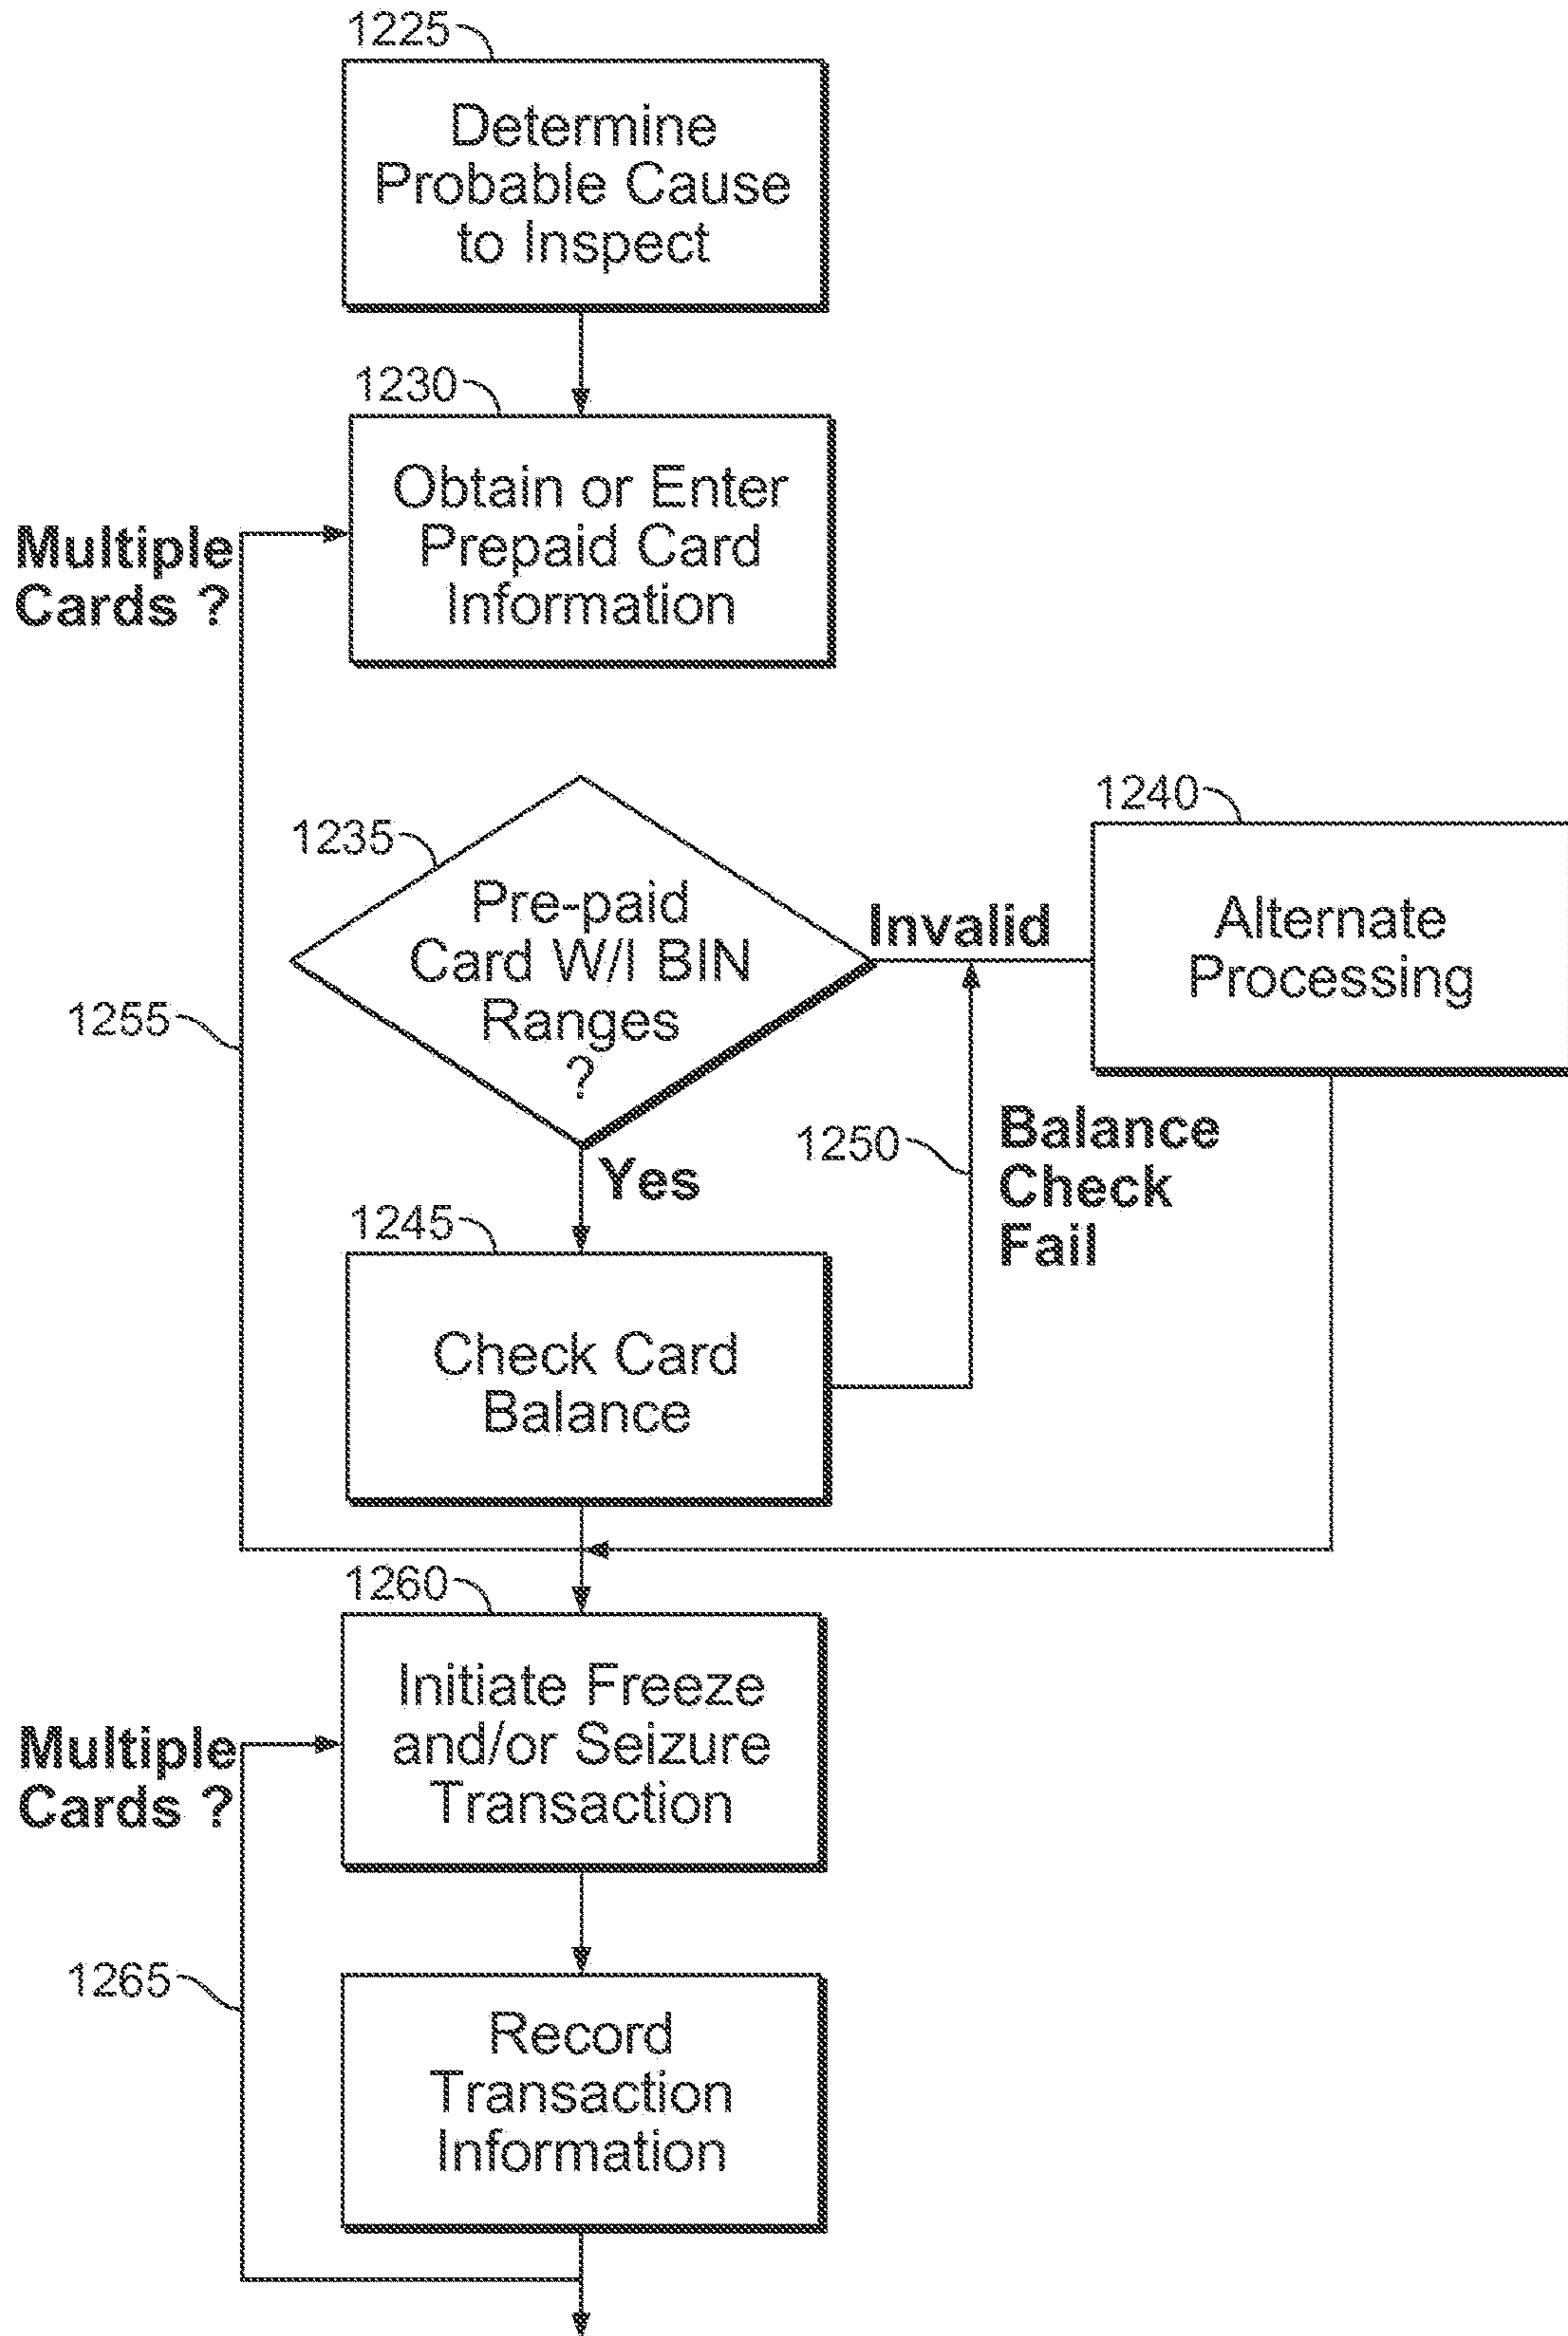 1225
Determine
Probable Cause
to Inspect
1230
Obtain or Enter
Prepaid Card
Information
Multiple
Cards ?
1235
Pre-paid
Card W/I BIN
Ranges
?
Invalid
1240
Alternate
Processing
1255
Yes
1250
Balance
Check
Fail
1245
Check Card
Balance
1260
Initiate Freeze
and/or Seizure
Transaction
Multiple
Cards ?
1265
Record
Transaction
Information